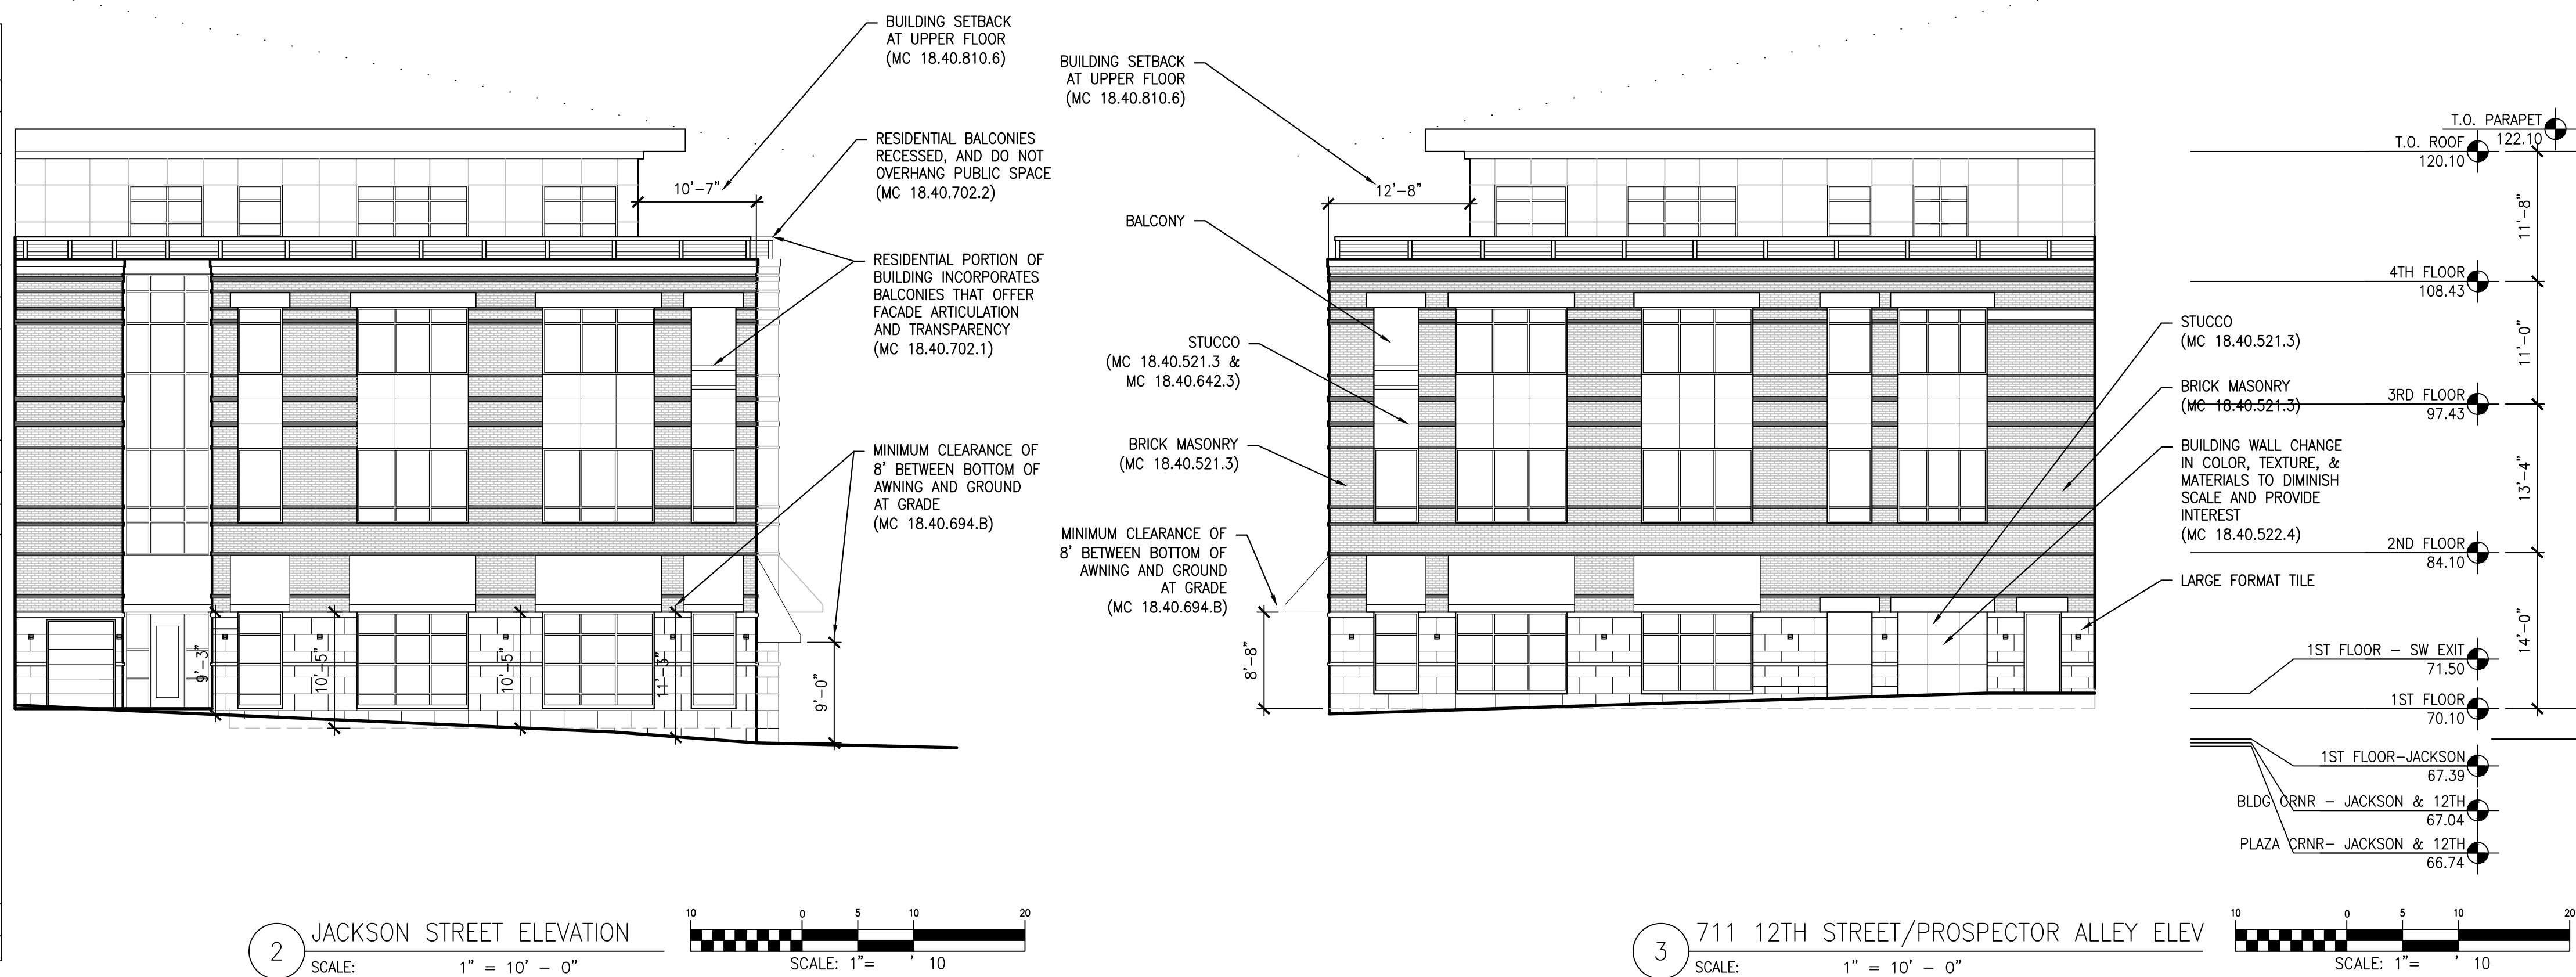 BUILDING SETBACK
AT UPPER FLOOR
(MC 18.40.810.6)
RESIDENTIAL BALCONIES
RECESSED, AND DO NOT
OVERHANG PUBLIC SPACE
(MC 18.40.702.2)
10'-7"
RESIDENTIAL PORTION OF
BUILDING INCORPORATES
BALCONIES THAT OFFER
FACADE ARTICULATION
AND TRANSPARENCY
(MC 18.40.702.1)
MINIMUM CLEARANCE OF
8' BETWEEN BOTTOM OF
AWNING AND GROUND
AT GRADE
(MC 18.40.694.B)
9'-3"
10'-5"
10'-5"
11'-3"
9'-0"
2
JACKSON STREET ELEVATION
SCALE: 1" = 10' - 0"
10 0 5 10 20
SCALE: 1"= ' 10
BUILDING SETBACK
AT UPPER FLOOR
(MC 18.40.810.6)
12'-8"
BALCONY
STUCCO
(MC 18.40.521.3 &
MC 18.40.642.3)
BRICK MASONRY
(MC 18.40.521.3)
MINIMUM CLEARANCE OF
8' BETWEEN BOTTOM OF
AWNING AND GROUND
AT GRADE
(MC 18.40.694.B)
8'-8"
STUCCO
(MC 18.40.521.3)
BRICK MASONRY
(MC 18.40.521.3)
BUILDING WALL CHANGE
IN COLOR, TEXTURE, &
MATERIALS TO DIMINISH
SCALE AND PROVIDE
INTEREST
(MC 18.40.522.4)
LARGE FORMAT TILE
T.O. PARAPET
122.10
T.O. ROOF
120.10
11'-8"
4TH FLOOR
108.43
11'-0"
3RD FLOOR
97.43
13'-4"
2ND FLOOR
84.10
14'-0"
1ST FLOOR - SW EXIT
71.50
1ST FLOOR
70.10
1ST FLOOR-JACKSON
67.39
BLDG CRNR - JACKSON & 12TH
67.04
PLAZA CRNR- JACKSON & 12TH
66.74
3
711 12TH STREET/PROSPECTOR ALLEY ELEV
SCALE: 1" = 10' - 0"
10 0 5 10 20
SCALE: 1"= ' 10